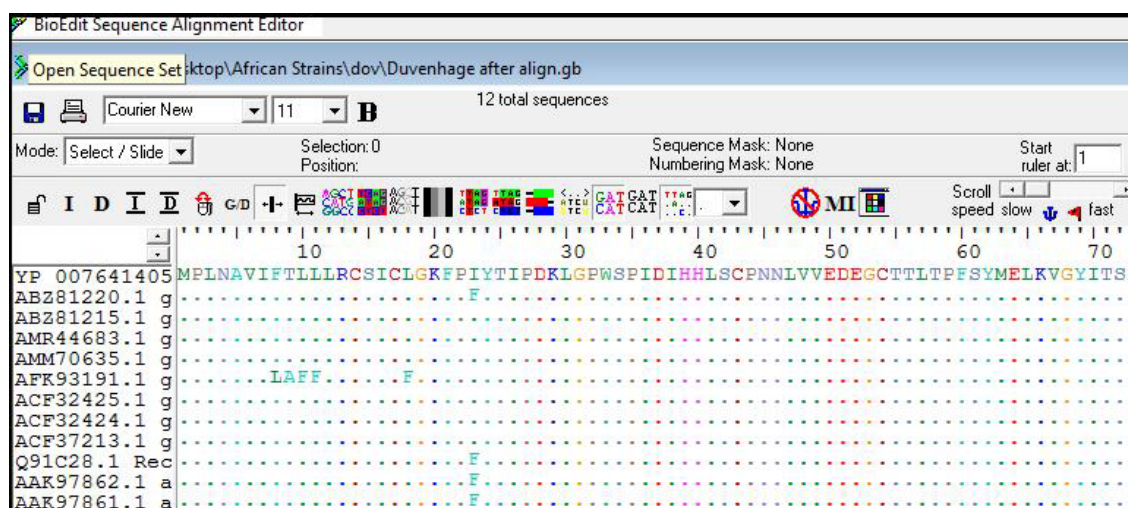 BioEdit Sequence Alignment Editor
Open Sequence Set ktop\African Strains\dov\Duvenhage after align.gb
Courier New 11 B 12 total sequences
Mode: Select / Slide Selection: 0 Position: Sequence Mask: None Numbering Mask: None Start ruler at: 1
I D I D G/D MI Scroll speed slow fast
10 20 30 40 50 60 70
YP 007641405 MPLNAVIFTLLLRCSICLGKFPIYTIPDKLGPWSPIDIHHLSCPNNLVVEDEGCTTLTPFSYMELKVGYITS
ABZ81220.1 g ......................F.................................................
ABZ81215.1 g ........................................................................
AMR44683.1 g ........................................................................
AMM70635.1 g ........................................................................
AFK93191.1 g .......LAFF......F......................................................
ACF32425.1 g ........................................................................
ACF32424.1 g ........................................................................
ACF37213.1 g ........................................................................
Q91C28.1 Rec ......................F.................................................
AAK97862.1 a ......................F.................................................
AAK97861.1 a ......................F.................................................